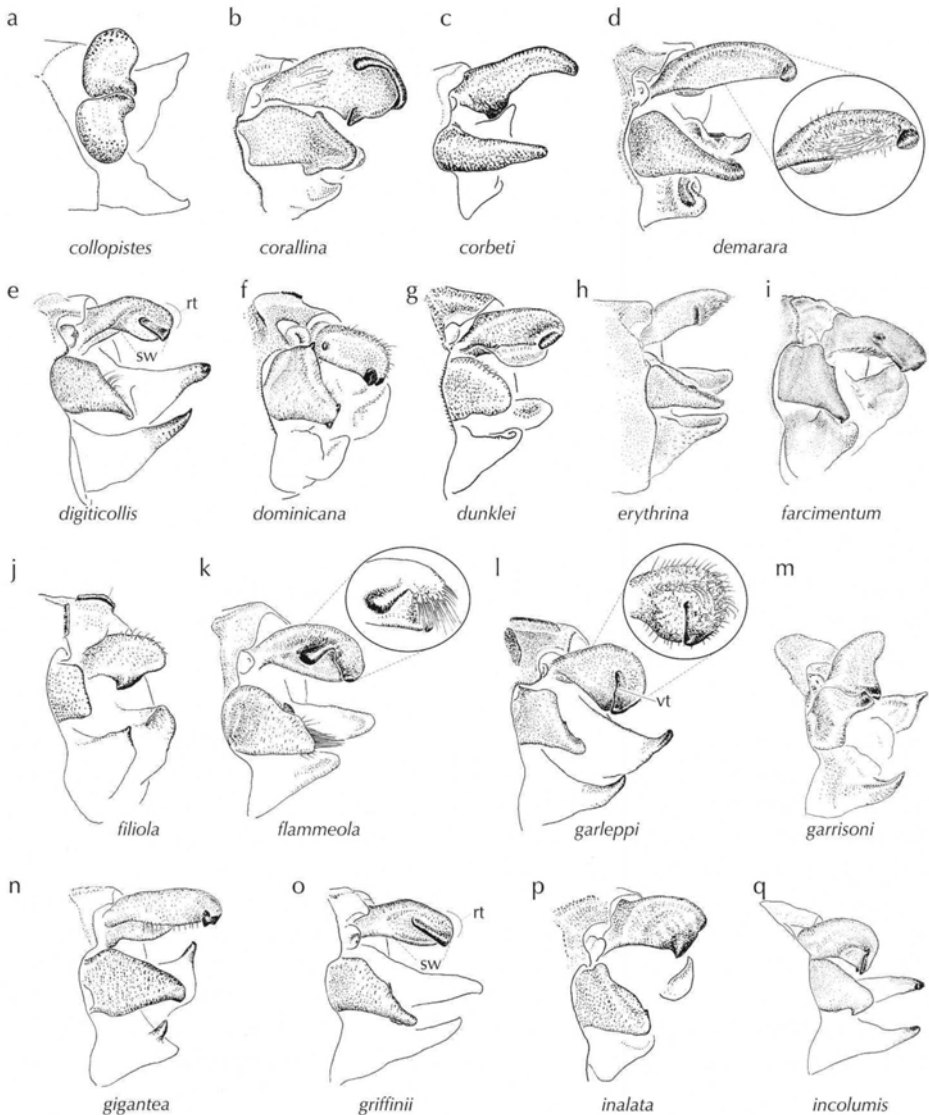 a b c d
collopistes corallina corbeti demarara
e f g h i
rt
sw
digiticollis dominicana dunklei erythrina farcimentum
j k l m
vt
filiola flammeola garleppi garrisoni
n o p q
rt
sw
gigantea griffinii inalata incolumis